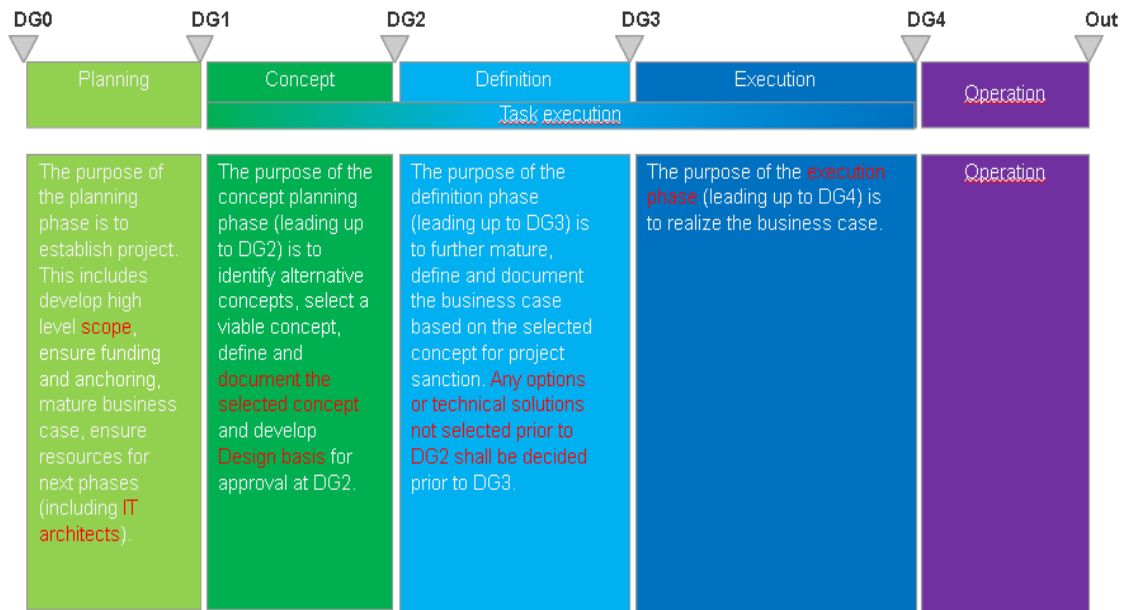 DG0 DG1 DG2 DG3 DG4 Out
Planning Concept Definition Execution Operation
Task execution
The purpose of
the planning
phase is to
establish project.
This includes
develop high
level scope,
ensure funding
and anchoring,
mature business
case, ensure
resources for
next phases
(including IT
architects).
The purpose of the
concept planning
phase (leading up
to DG2) is to
identify alternative
concepts, select a
viable concept,
define and
document the
selected concept
and develop
Design basis for
approval at DG2.
The purpose of the
definition phase
(leading up to DG3) is
to further mature,
define and document
the business case
based on the selected
concept for project
sanction. Any options
or technical solutions
not selected prior to
DG2 shall be decided
prior to DG3.
The purpose of the execution
phase (leading up to DG4) is
to realize the business case.
Operation